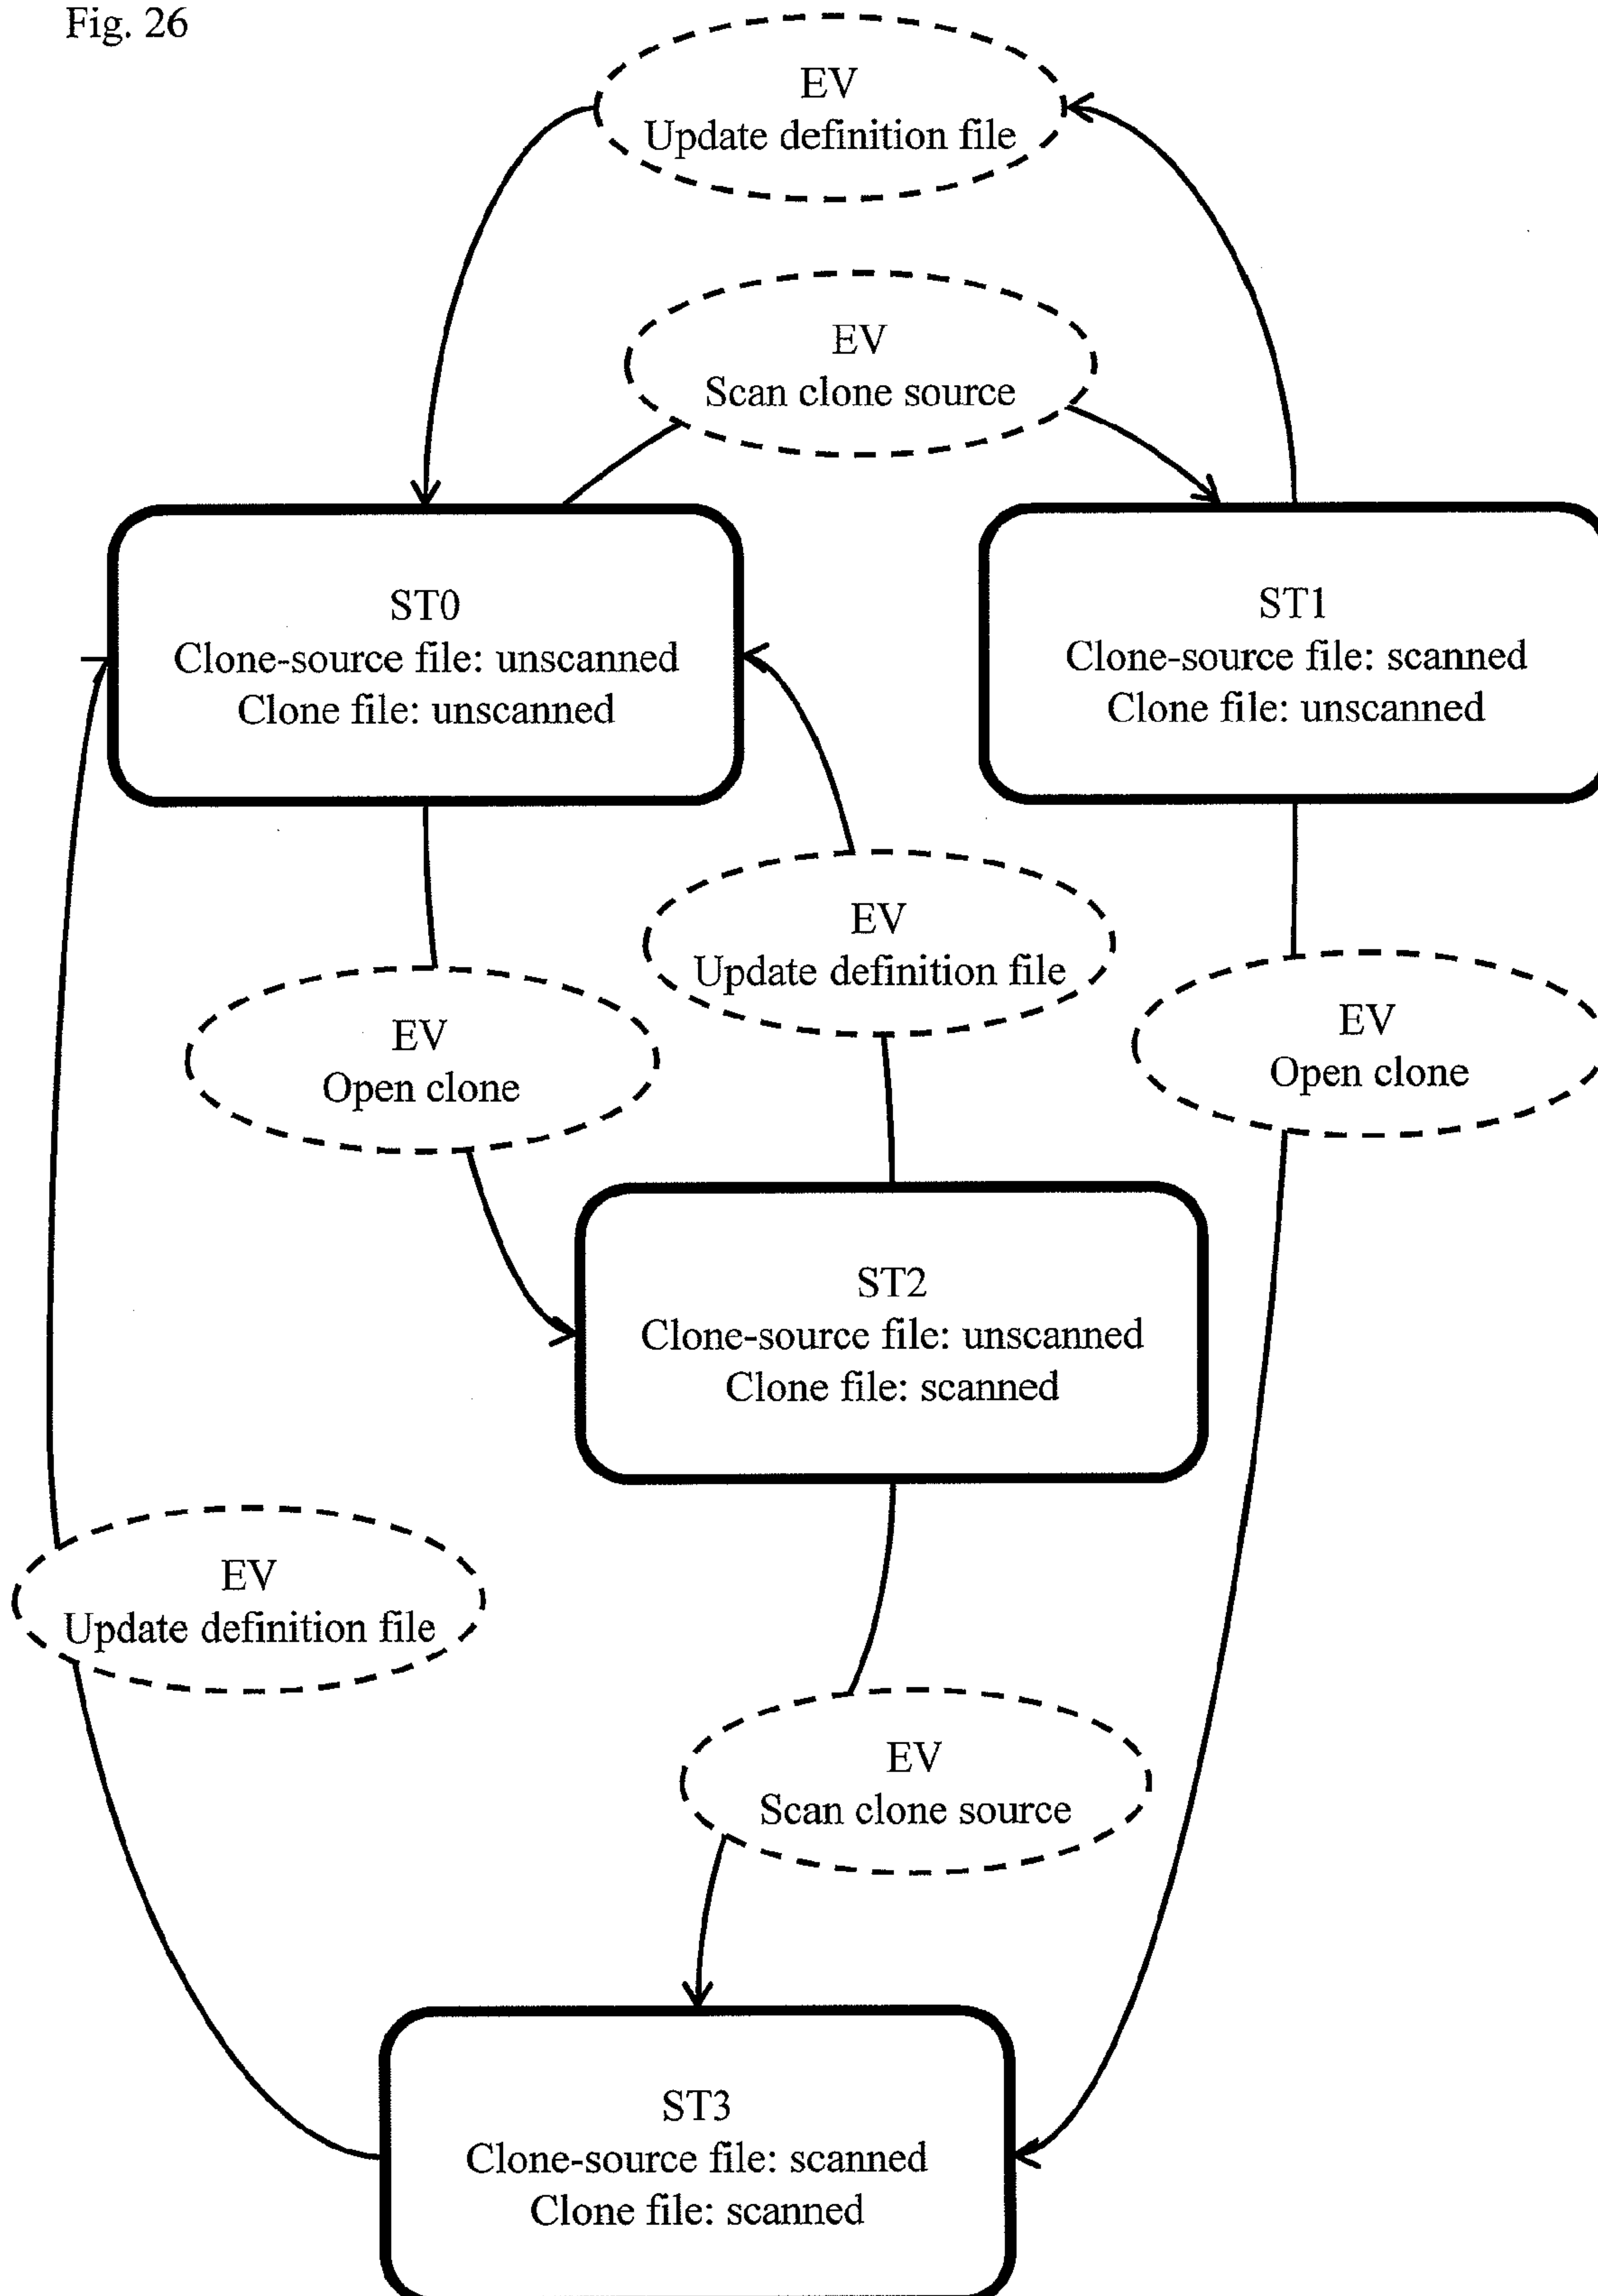 Fig. 26
EV
Update definition file
EV
Scan clone source
ST0
Clone-source file: unscanned
Clone file: unscanned
ST1
Clone-source file: scanned
Clone file: unscanned
EV
Update definition file
EV
Open clone
EV
Open clone
ST2
Clone-source file: unscanned
Clone file: scanned
EV
Update definition file
EV
Scan clone source
ST3
Clone-source file: scanned
Clone file: scanned